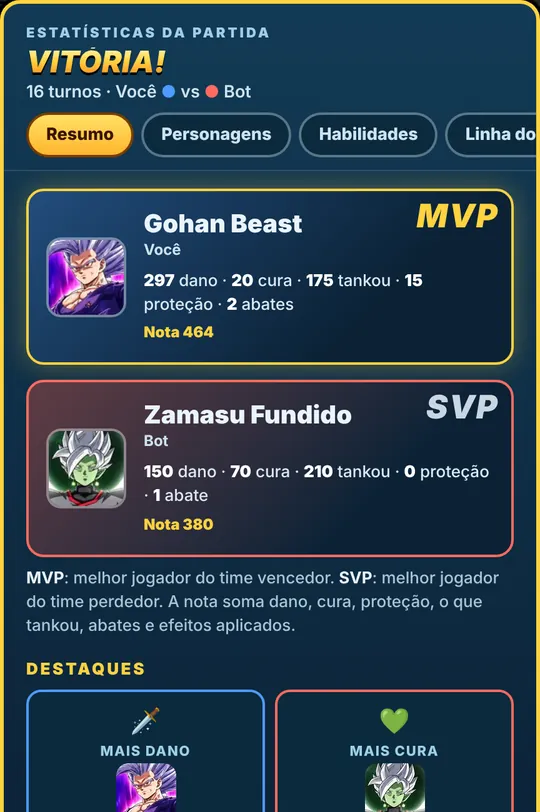 ESTATÍSTICAS DA PARTIDA
VITÓRIA!
16 turnos · Você 🔵 vs 🔴 Bot
Resumo
Personagens
Habilidades
Linha do
MVP
Gohan Beast
Você
297 dano · 20 cura · 175 tankou · 15
proteção · 2 abates
Nota 464
SVP
Zamasu Fundido
Bot
150 dano · 70 cura · 210 tankou · 0 proteção
· 1 abate
Nota 380
MVP: melhor jogador do time vencedor. SVP: melhor jogador
do time perdedor. A nota soma dano, cura, proteção, o que
tankou, abates e efeitos aplicados.
DESTAQUES
MAIS DANO
MAIS CURA